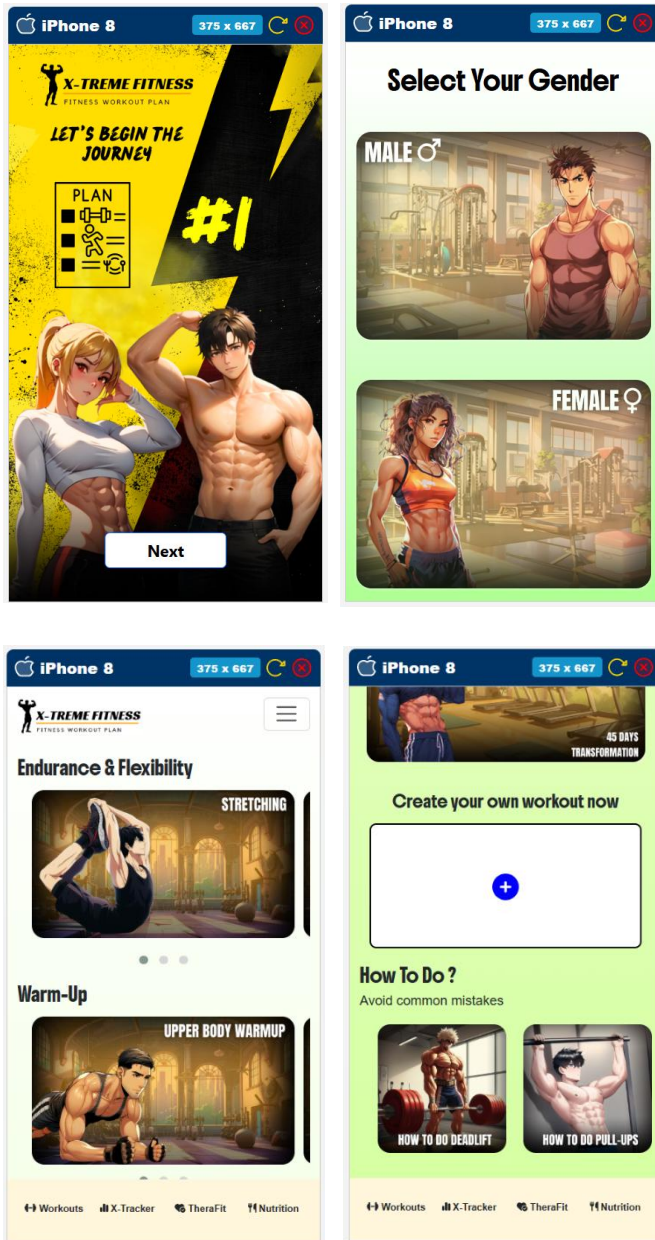 iPhone 8
375 x 667
X-TREME FITNESS
FITNESS WORKOUT PLAN
LET'S BEGIN THE
JOURNEY
PLAN
#1
Next
iPhone 8
375 x 667
Select Your Gender
MALE
FEMALE
iPhone 8
375 x 667
X-TREME FITNESS
FITNESS WORKOUT PLAN
Endurance & Flexibility
STRETCHING
Warm-Up
UPPER BODY WARMUP
Workouts X-Tracker TheraFit Nutrition
iPhone 8
375 x 667
45 DAYS
TRANSFORMATION
Create your own workout now
How To Do ?
Avoid common mistakes
HOW TO DO DEADLIFT
HOW TO DO PULL-UPS
Workouts X-Tracker TheraFit Nutrition